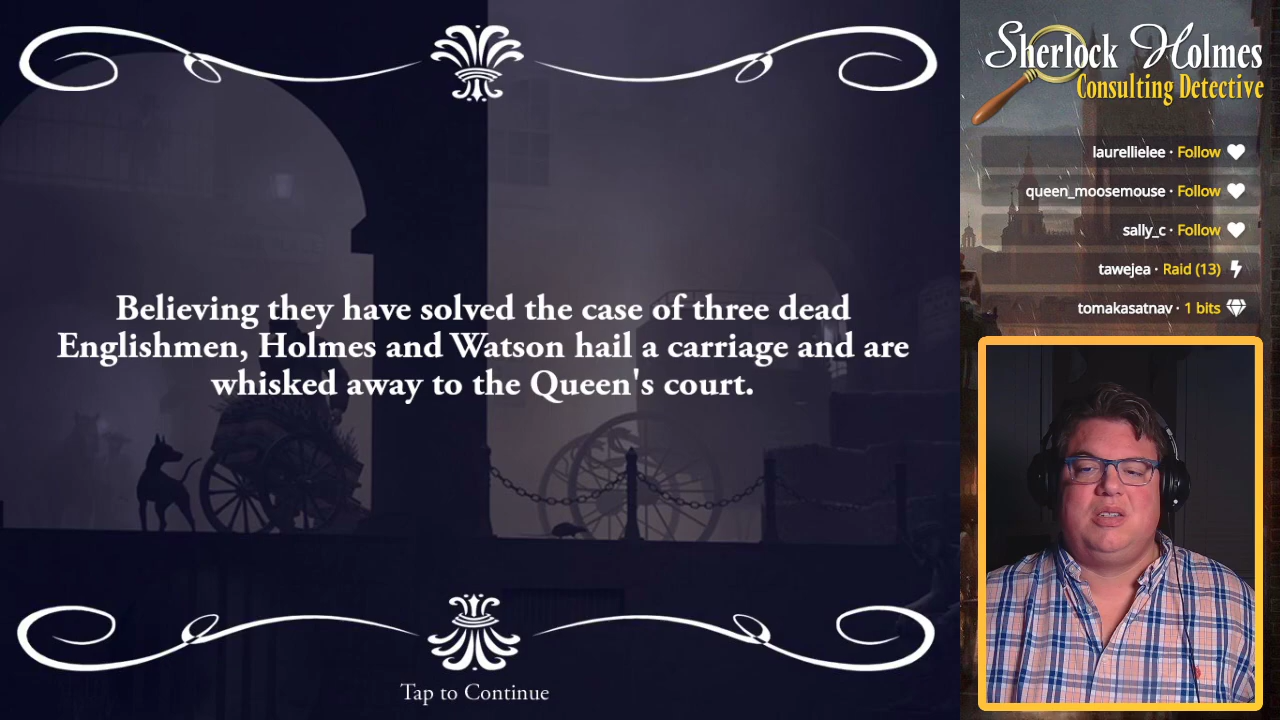 Believing they have solved the case of three dead
Englishmen, Holmes and Watson hail a carriage and are
whisked away to the Queen's court.
Tap to Continue
Sherlock Holmes
Consulting Detective
laurellielee · Follow
queen_moosemouse · Follow
sally_c · Follow
tawejea · Raid (13)
tomakasatnav · 1 bits